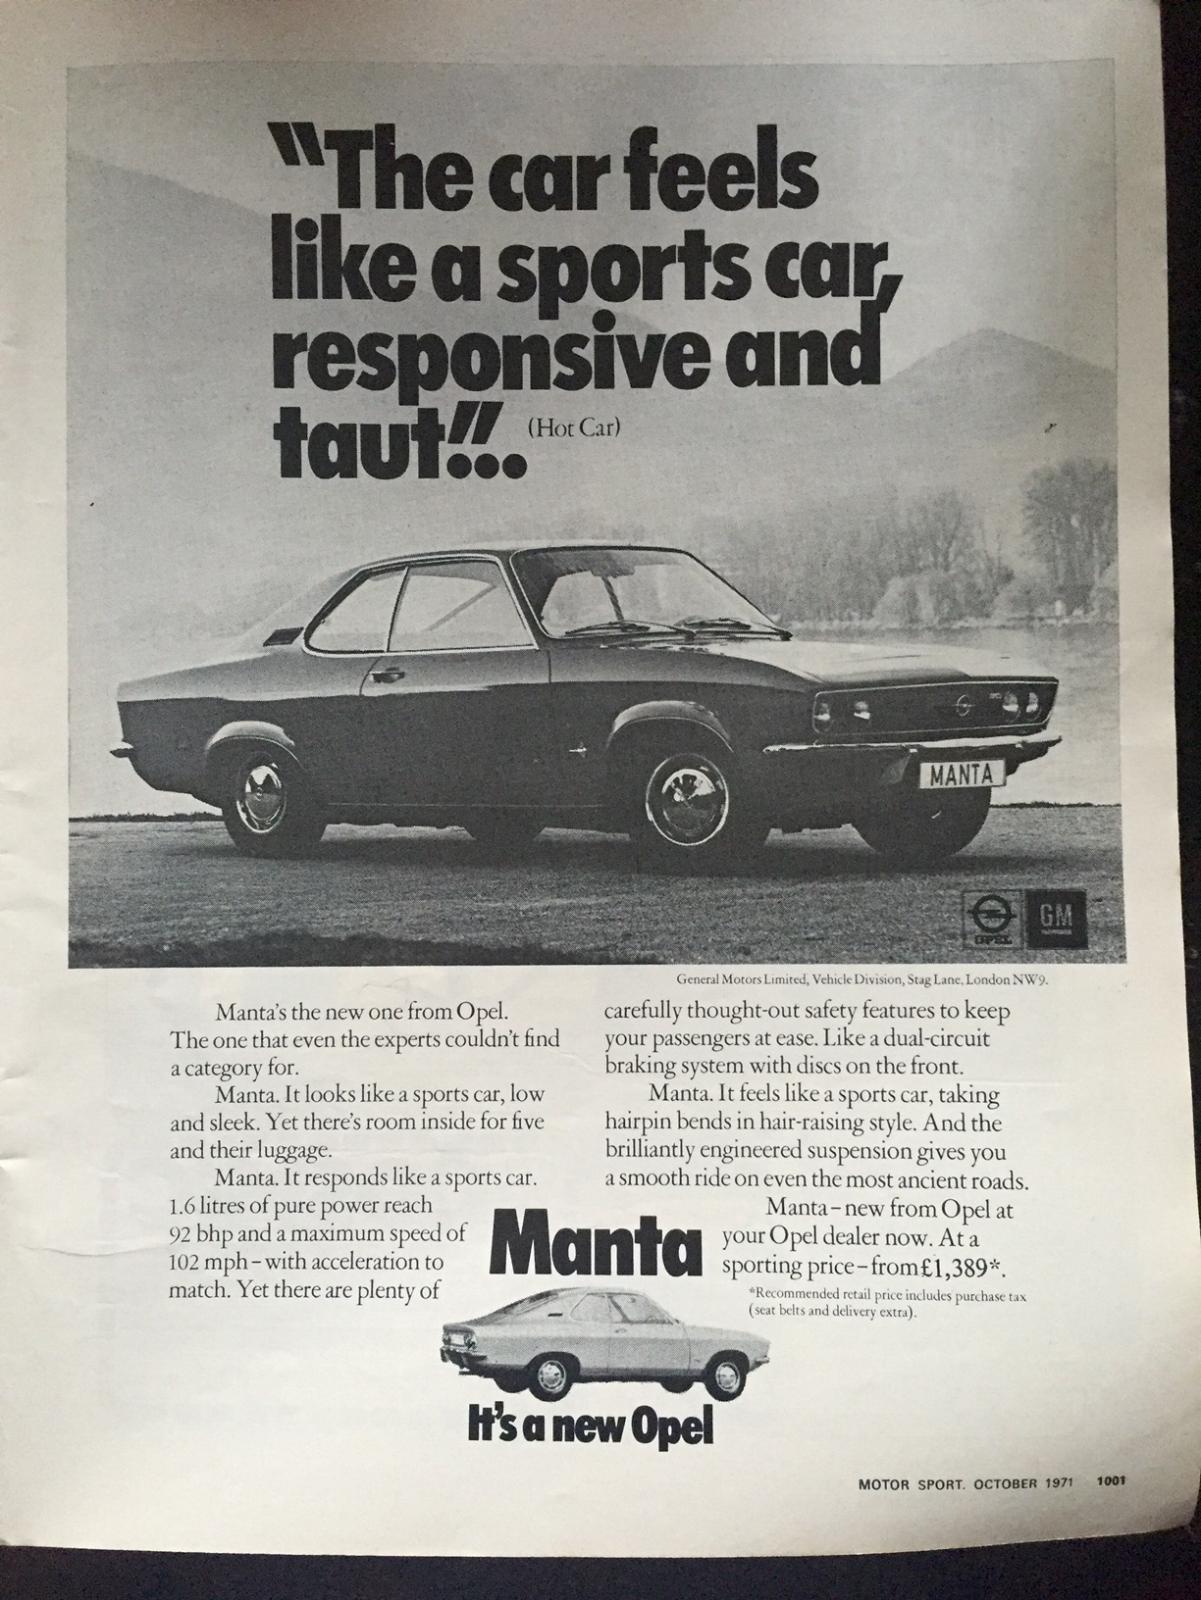 "The car feels
like a sports car,
responsive and
taut!"... (Hot Car)
MANTA
OPEL
GM
General Motors Limited, Vehicle Division, Stag Lane, London NW9.
Manta's the new one from Opel.
The one that even the experts couldn't find
a category for.
Manta. It looks like a sports car, low
and sleek. Yet there's room inside for five
and their luggage.
Manta. It responds like a sports car.
1.6 litres of pure power reach
92 bhp and a maximum speed of
102 mph–with acceleration to
match. Yet there are plenty of
carefully thought-out safety features to keep
your passengers at ease. Like a dual-circuit
braking system with discs on the front.
Manta. It feels like a sports car, taking
hairpin bends in hair-raising style. And the
brilliantly engineered suspension gives you
a smooth ride on even the most ancient roads.
Manta–new from Opel at
your Opel dealer now. At a
sporting price–from £1,389*.
*Recommended retail price includes purchase tax
(seat belts and delivery extra).
Manta
It's a new Opel
MOTOR SPORT. OCTOBER 1971 1001